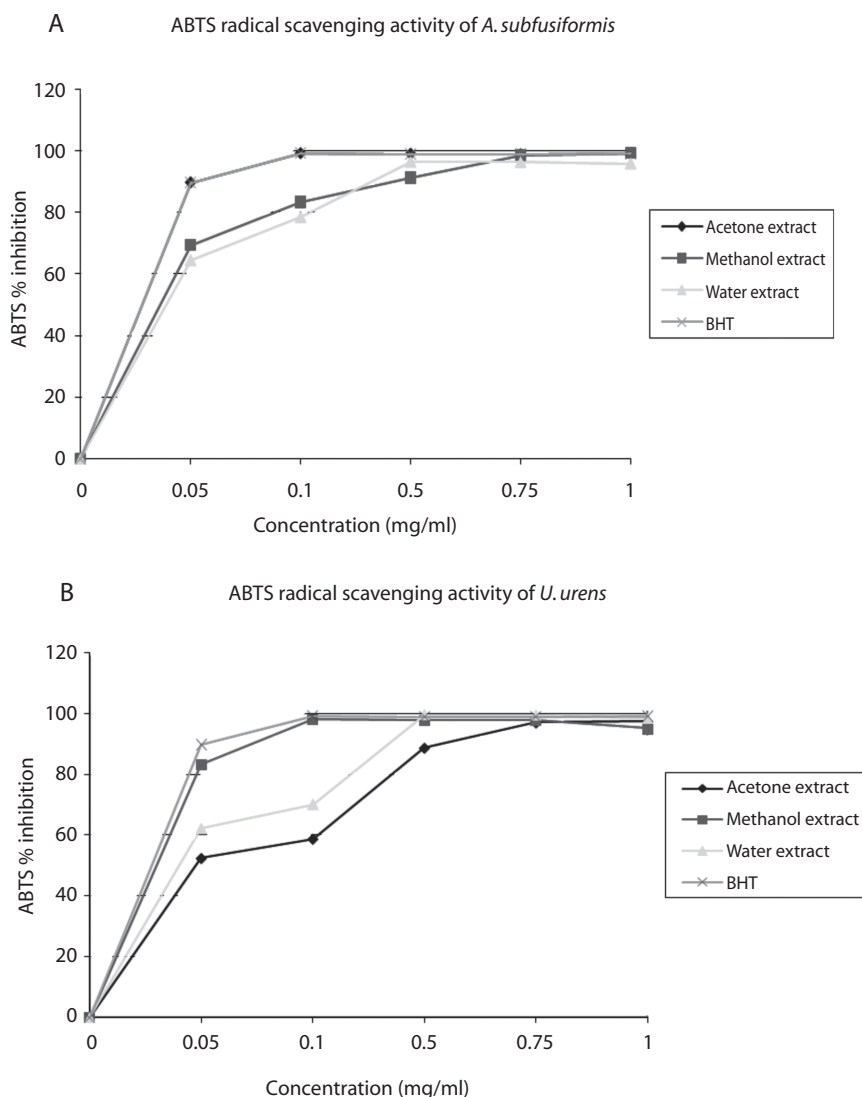 A
ABTS radical scavenging activity of A. subfusiformis
ABTS % inhibition
120
100
80
60
40
20
0
0 0.05 0.1 0.5 0.75 1
Concentration (mg/ml)
Acetone extract
Methanol extract
Water extract
BHT
B
ABTS radical scavenging activity of U. urens
ABTS % inhibition
120
100
80
60
40
20
0
0 0.05 0.1 0.5 0.75 1
Concentration (mg/ml)
Acetone extract
Methanol extract
Water extract
BHT